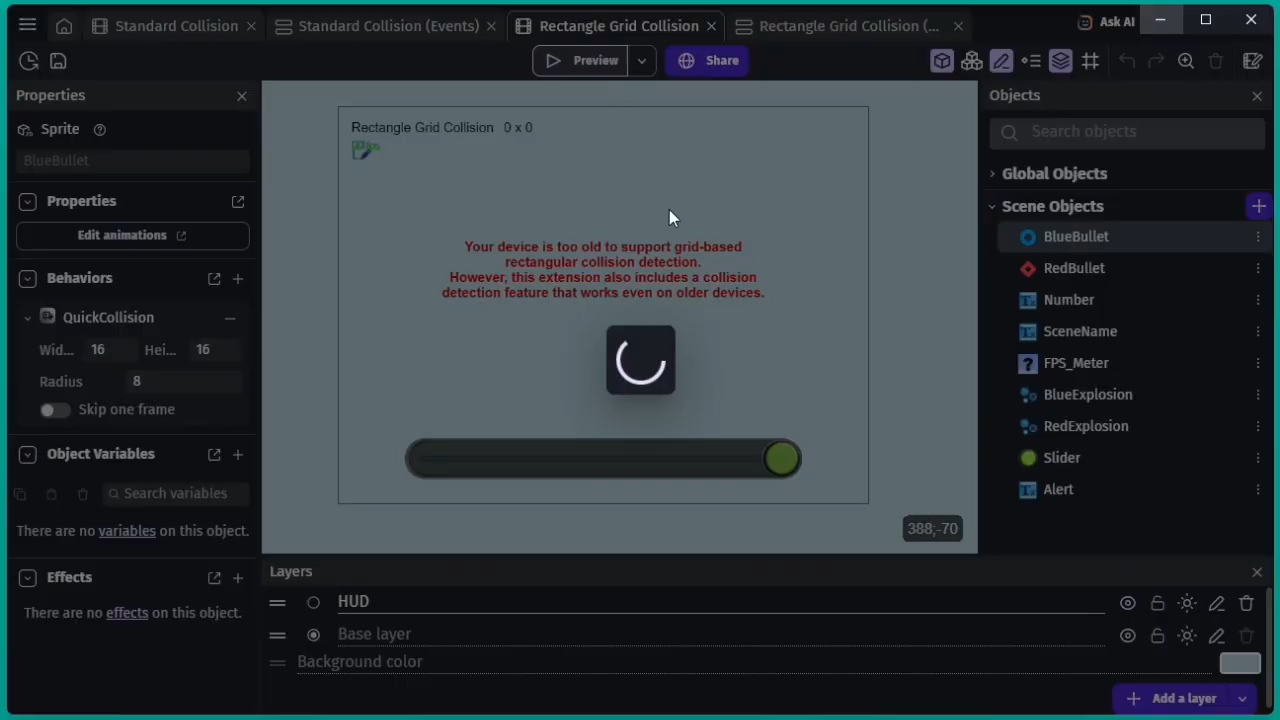 Standard Collision
Standard Collision (Events)
Rectangle Grid Collision
Rectangle Grid Collision (...
Ask AI
Preview
Share
Properties
Sprite
BlueBullet
Properties
Edit animations
Behaviors
QuickCollision
Wid... 16 Hei... 16
Radius 8
Skip one frame
Object Variables
Search variables
There are no variables on this object.
Effects
There are no effects on this object.
Rectangle Grid Collision 0 x 0
Your device is too old to support grid-based
rectangular collision detection.
However, this extension also includes a collision
detection feature that works even on older devices.
388;-70
Layers
HUD
Base layer
Background color
Add a layer
Objects
Search objects
Global Objects
Scene Objects
BlueBullet
RedBullet
Number
SceneName
FPS_Meter
BlueExplosion
RedExplosion
Slider
Alert